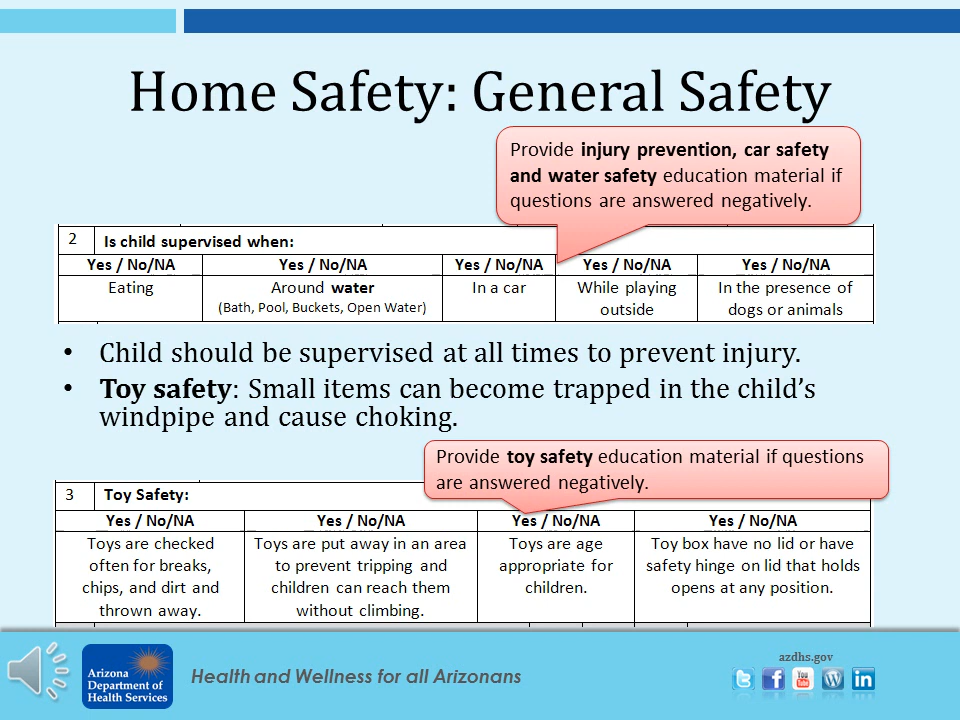 Home Safety: General Safety
Provide injury prevention, car safety
and water safety education material if
questions are answered negatively.
2 Is child supervised when:
Yes / No/NA Yes / No/NA Yes / No/NA Yes / No/NA Yes / No/NA
Eating Around water In a car While playing In the presence of
(Bath, Pool, Buckets, Open Water) outside dogs or animals
• Child should be supervised at all times to prevent injury.
• Toy safety: Small items can become trapped in the child’s
windpipe and cause choking.
Provide toy safety education material if questions
are answered negatively.
3 Toy Safety:
Yes / No/NA Yes / No/NA Yes / No/NA Yes / No/NA
Toys are checked Toys are put away in an area Toys are age Toy box have no lid or have
often for breaks, to prevent tripping and appropriate for safety hinge on lid that holds
chips, and dirt and children can reach them children. opens at any position.
thrown away. without climbing.
Arizona
Department of
Health Services
Health and Wellness for all Arizonans
azdhs.gov